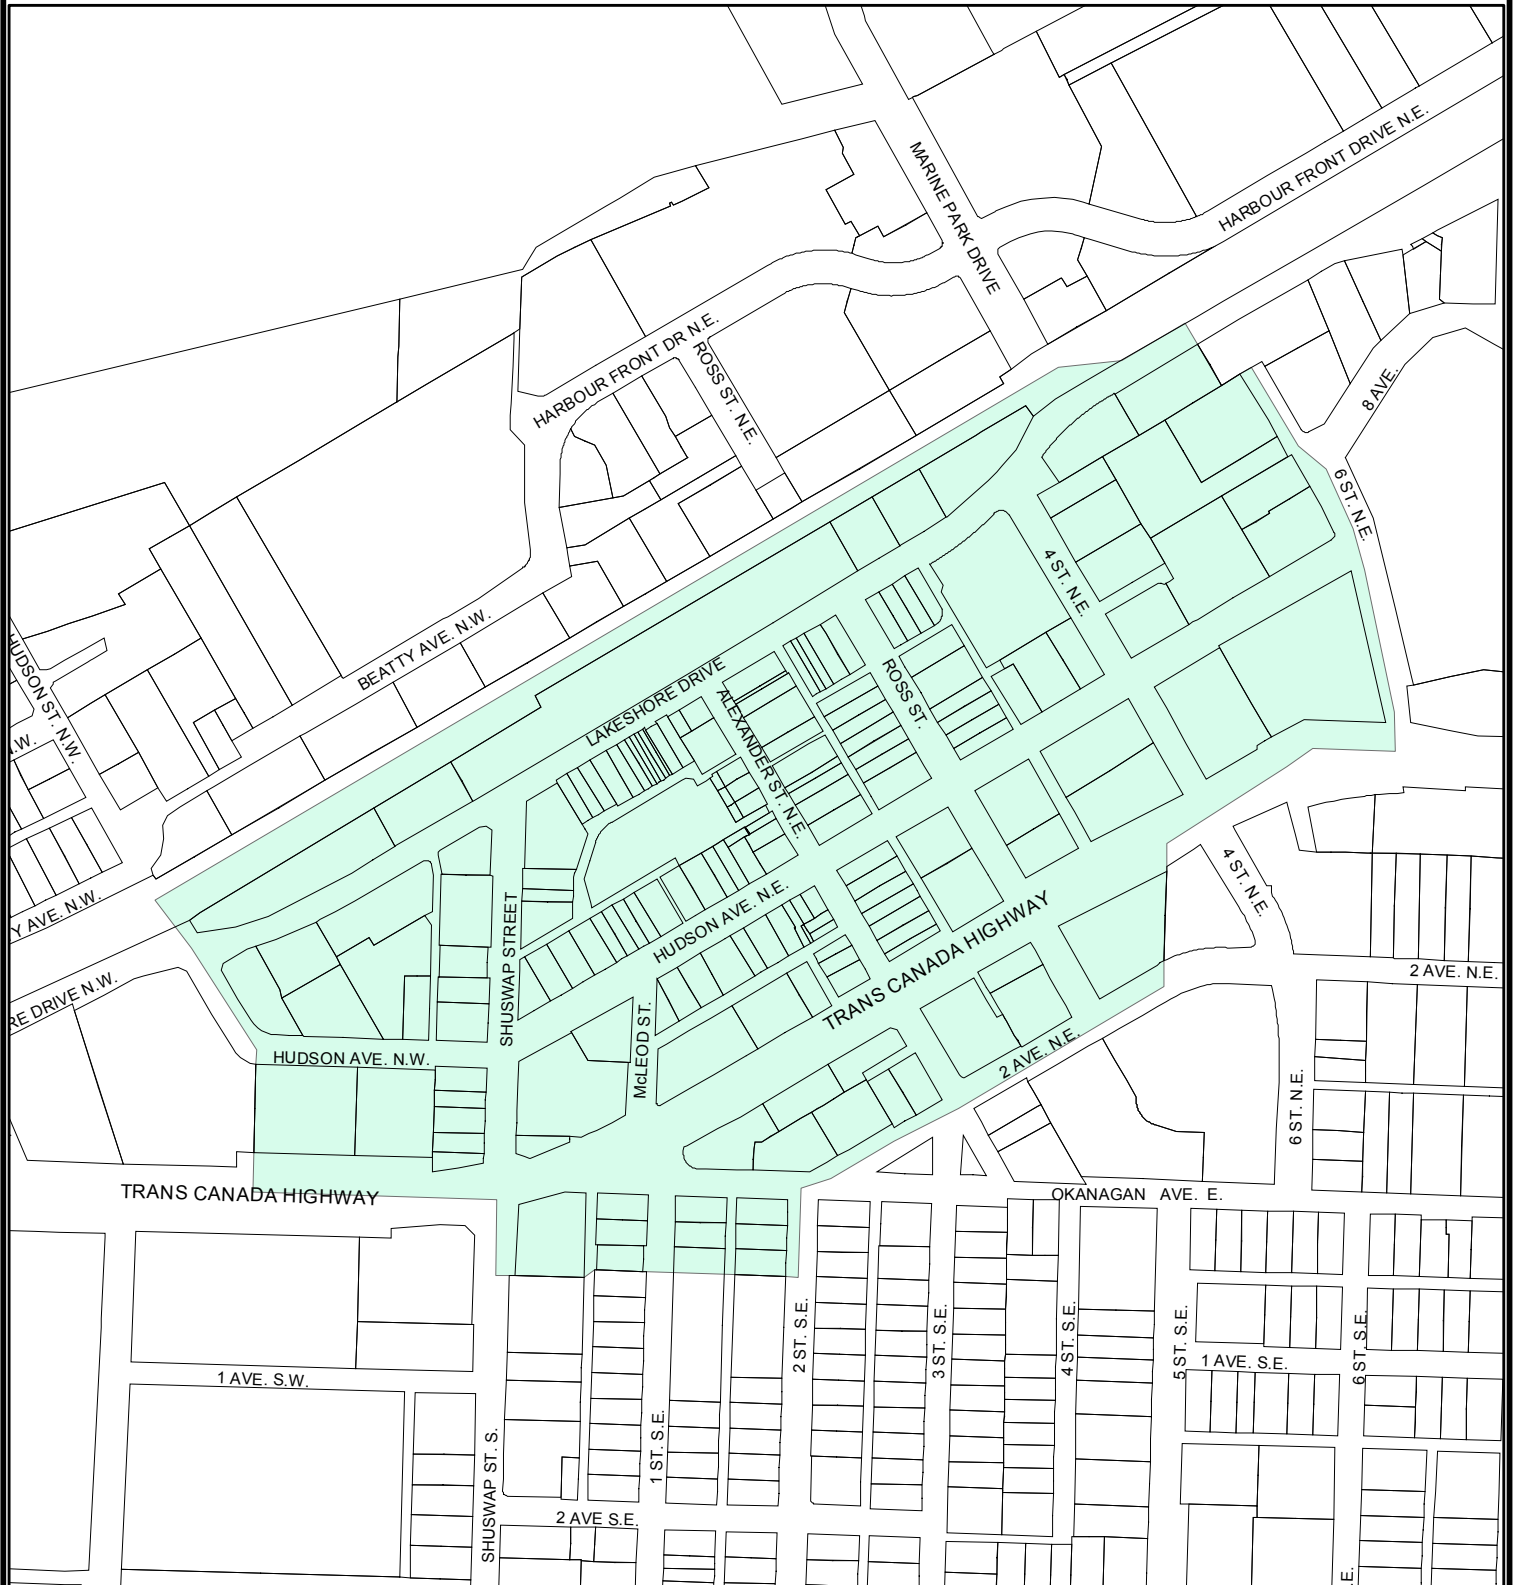 MARINE PARK DRIVE
HARBOUR FRONT DRIVE N.E.
HARBOUR FRONT DR N.E.
ROSS ST. N.E.
8 AVE.
6 ST. N.E.
4 ST. N.E.
HUDSON ST. N.W.
BEATTY AVE. N.W.
LAKESHORE DRIVE
ALEXANDER ST. N.E.
ROSS ST.
.W.
Y AVE. N.W.
RE DRIVE N.W.
SHUSWAP STREET
HUDSON AVE. N.E.
McLEOD ST.
TRANS CANADA HIGHWAY
4 ST. N.E.
2 AVE. N.E.
HUDSON AVE. N.W.
2 AVE. N.E.
6 ST. N.E.
TRANS CANADA HIGHWAY
OKANAGAN AVE. E.
1 AVE. S.W.
2 ST. S.E.
3 ST. S.E.
4 ST. S.E.
5 ST. S.E.
1 AVE. S.E.
6 ST. S.E.
SHUSWAP ST. S.
1 ST. S.E.
2 AVE S.E.
E.